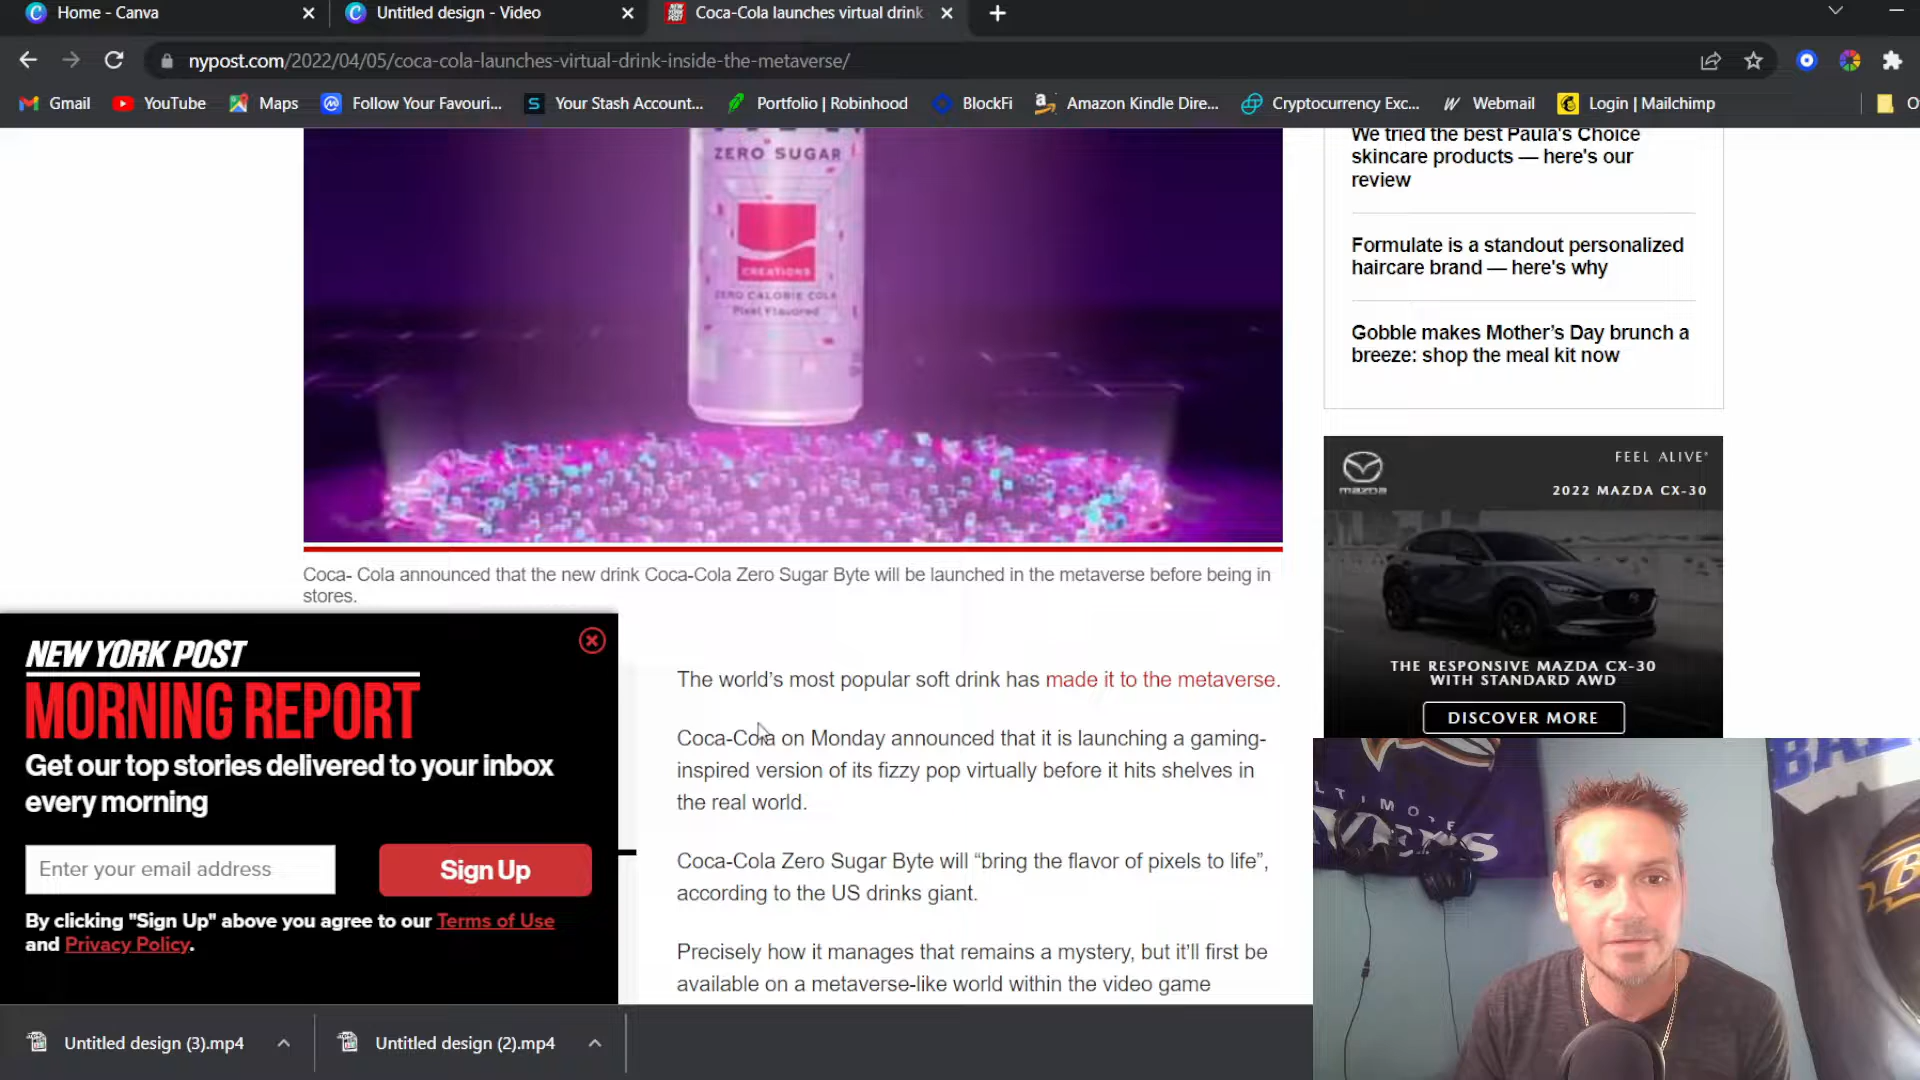 Home - Canva
Untitled design - Video
Coca-Cola launches virtual drink
nypost.com/2022/04/05/coca-cola-launches-virtual-drink-inside-the-metaverse/
Gmail
YouTube
Maps
Follow Your Favouri...
Your Stash Account...
Portfolio | Robinhood
BlockFi
Amazon Kindle Dire...
Cryptocurrency Exc...
Webmail
Login | Mailchimp
ZERO SUGAR
CREATIONS
ZERO CALORIE COLA
Pixel Flavored
We tried the best Paula's Choice
skincare products — here's our
review
Formulate is a standout personalized
haircare brand — here's why
Gobble makes Mother’s Day brunch a
breeze: shop the meal kit now
mazda
FEEL ALIVE
2022 MAZDA CX-30
THE RESPONSIVE MAZDA CX-30
WITH STANDARD AWD
DISCOVER MORE
Coca- Cola announced that the new drink Coca-Cola Zero Sugar Byte will be launched in the metaverse before being in
stores.
NEW YORK POST
MORNING REPORT
Get our top stories delivered to your inbox
every morning
Enter your email address
Sign Up
By clicking "Sign Up" above you agree to our Terms of Use
and Privacy Policy.
The world’s most popular soft drink has made it to the metaverse.
Coca-Cola on Monday announced that it is launching a gaming-
inspired version of its fizzy pop virtually before it hits shelves in
the real world.
Coca-Cola Zero Sugar Byte will “bring the flavor of pixels to life”,
according to the US drinks giant.
Precisely how it manages that remains a mystery, but it’ll first be
available on a metaverse-like world within the video game
Untitled design (3).mp4
Untitled design (2).mp4